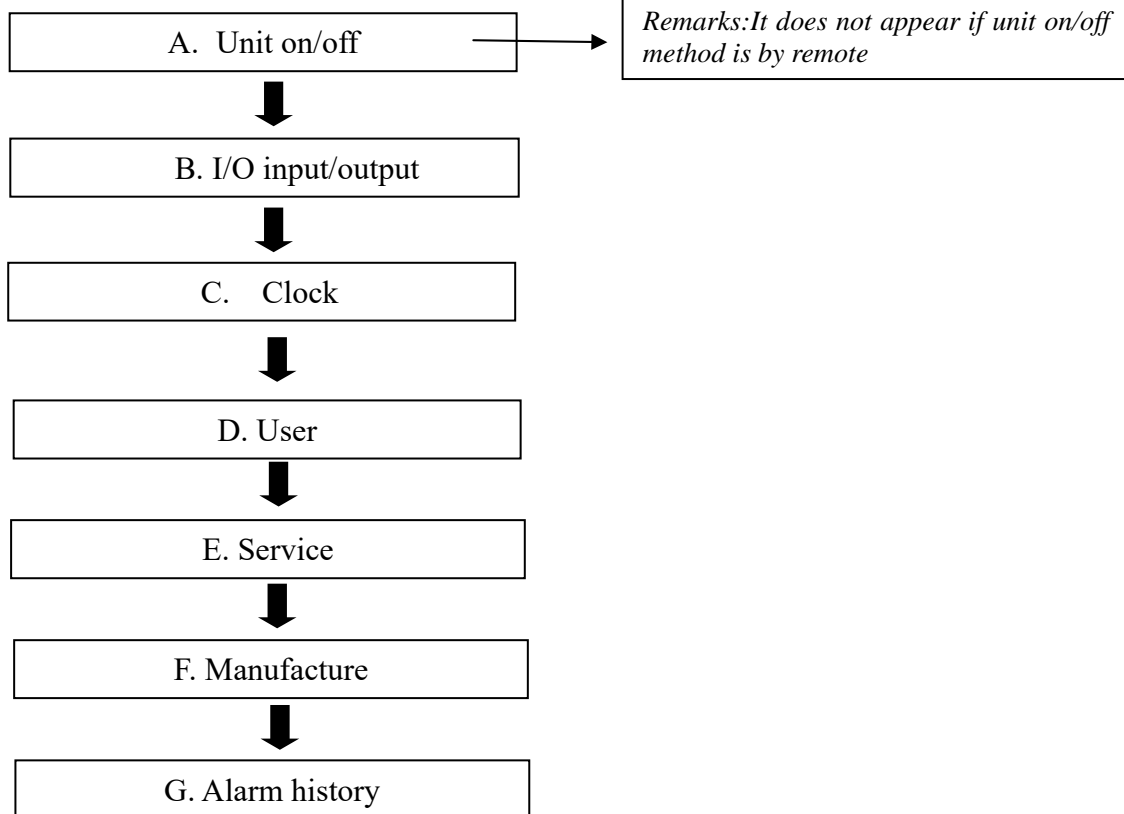 A. Unit on/off
Remarks:It does not appear if unit on/off
method is by remote
B. I/O input/output
C. Clock
D. User
E. Service
F. Manufacture
G. Alarm history